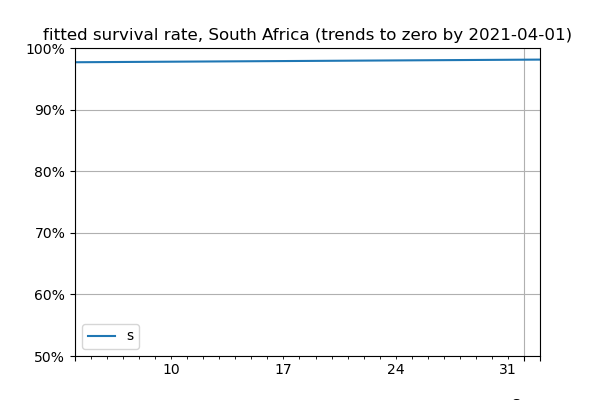 fitted survival rate, South Africa (trends to zero by 2021-04-01)
100%
90%
80%
70%
60%
50%
s
10 17 24 31